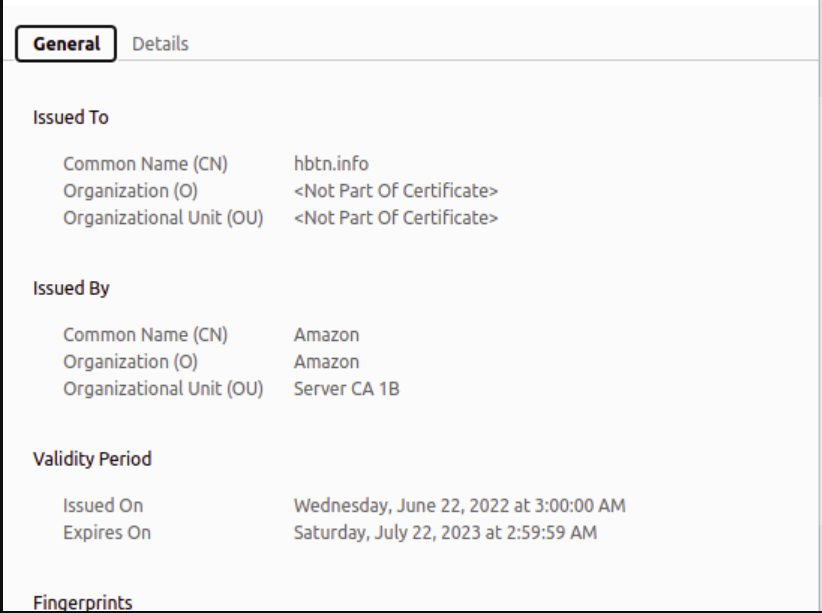 General Details
Issued To
Common Name (CN) hbtn.info
Organization (O) <Not Part Of Certificate>
Organizational Unit (OU) <Not Part Of Certificate>
Issued By
Common Name (CN) Amazon
Organization (O) Amazon
Organizational Unit (OU) Server CA 1B
Validity Period
Issued On Wednesday, June 22, 2022 at 3:00:00 AM
Expires On Saturday, July 22, 2023 at 2:59:59 AM
Fingerprints